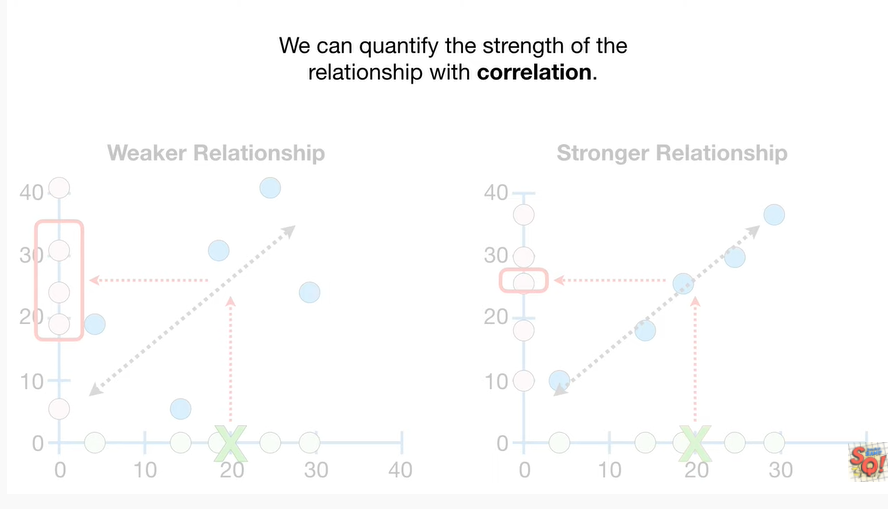 We can quantify the strength of the
relationship with correlation.
Weaker Relationship
40
30
20
10
0
0 10 20 30 40
X
Stronger Relationship
40
30
20
10
0
0 10 20 30
X
SQ!